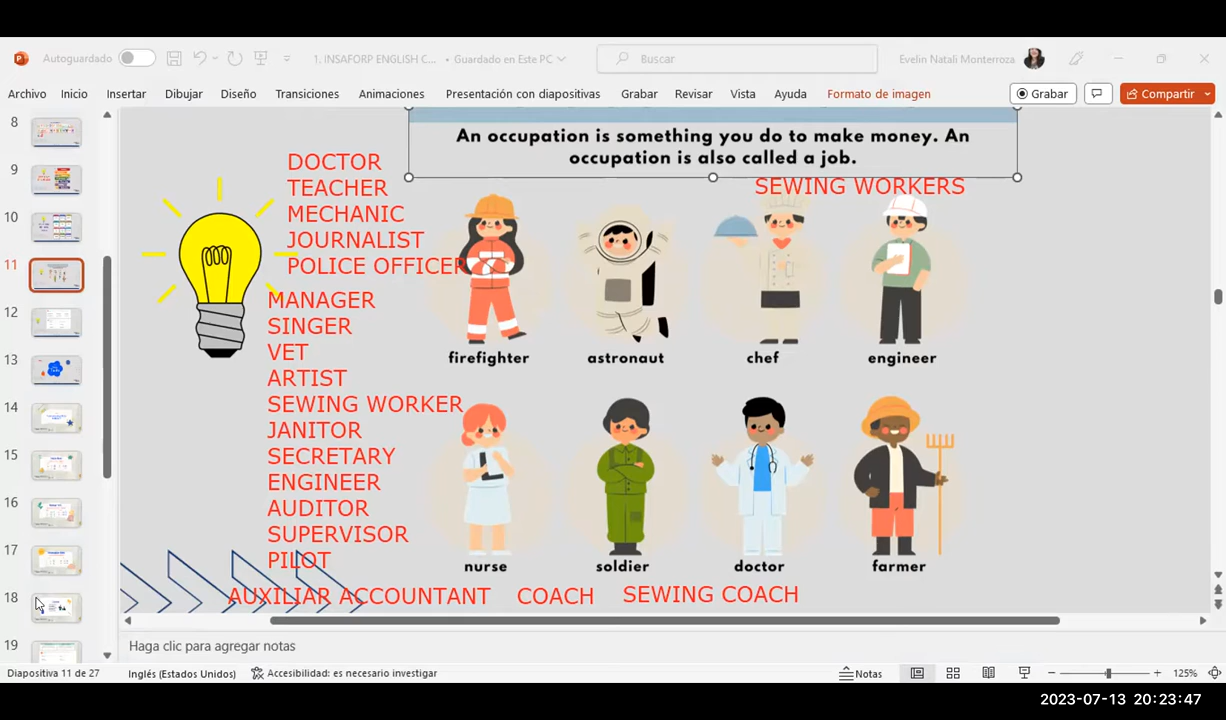 Autoguardado
1. INSAFORP ENGLISH C... • Guardado en Este PC
Buscar
Evelin Natali Monterroza
Archivo Inicio Insertar Dibujar Diseño Transiciones Animaciones Presentación con diapositivas Grabar Revisar Vista Ayuda Formato de imagen
Grabar
Compartir
8
9
10
11
12
13
14
15
16
17
18
19
An occupation is something you do to make money. An
occupation is also called a job.
DOCTOR
TEACHER
MECHANIC
JOURNALIST
POLICE OFFICER
MANAGER
SINGER
VET
ARTIST
SEWING WORKER
JANITOR
SECRETARY
ENGINEER
AUDITOR
SUPERVISOR
PILOT
AUXILIAR ACCOUNTANT COACH SEWING COACH
SEWING WORKERS
firefighter astronaut chef engineer
nurse soldier doctor farmer
Haga clic para agregar notas
Diapositiva 11 de 27 Inglés (Estados Unidos) Accesibilidad: es necesario investigar Notas 125%
2023-07-13 20:23:47